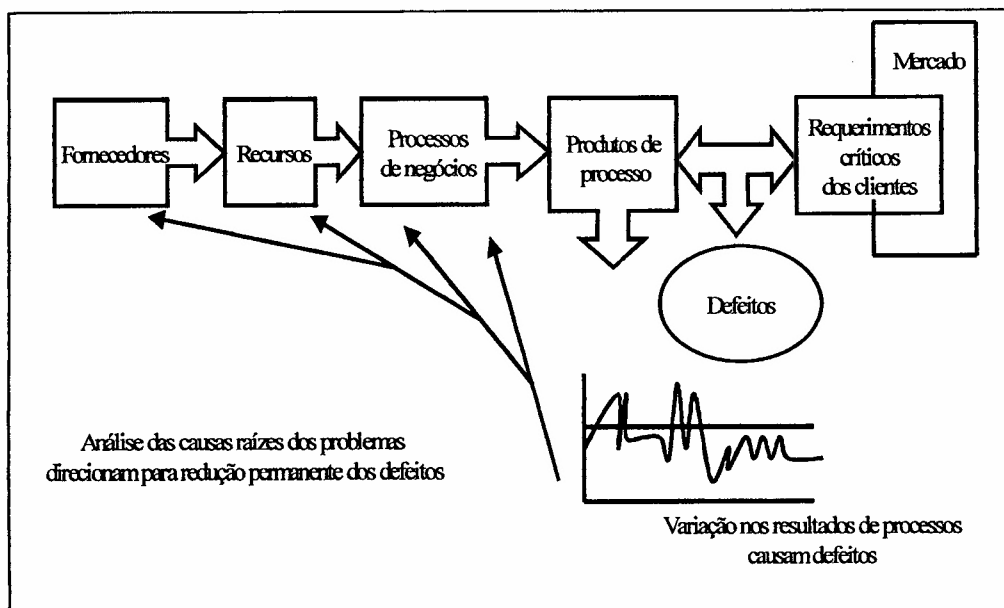 Mercado
Fornecedores
Recursos
Processos
de negócios
Produtos de
processo
Requerimentos
críticos
dos clientes
Defeitos
Análise das causas raízes dos problemas
direcionam para redução permanente dos defeitos
Variação nos resultados de processos
causam defeitos